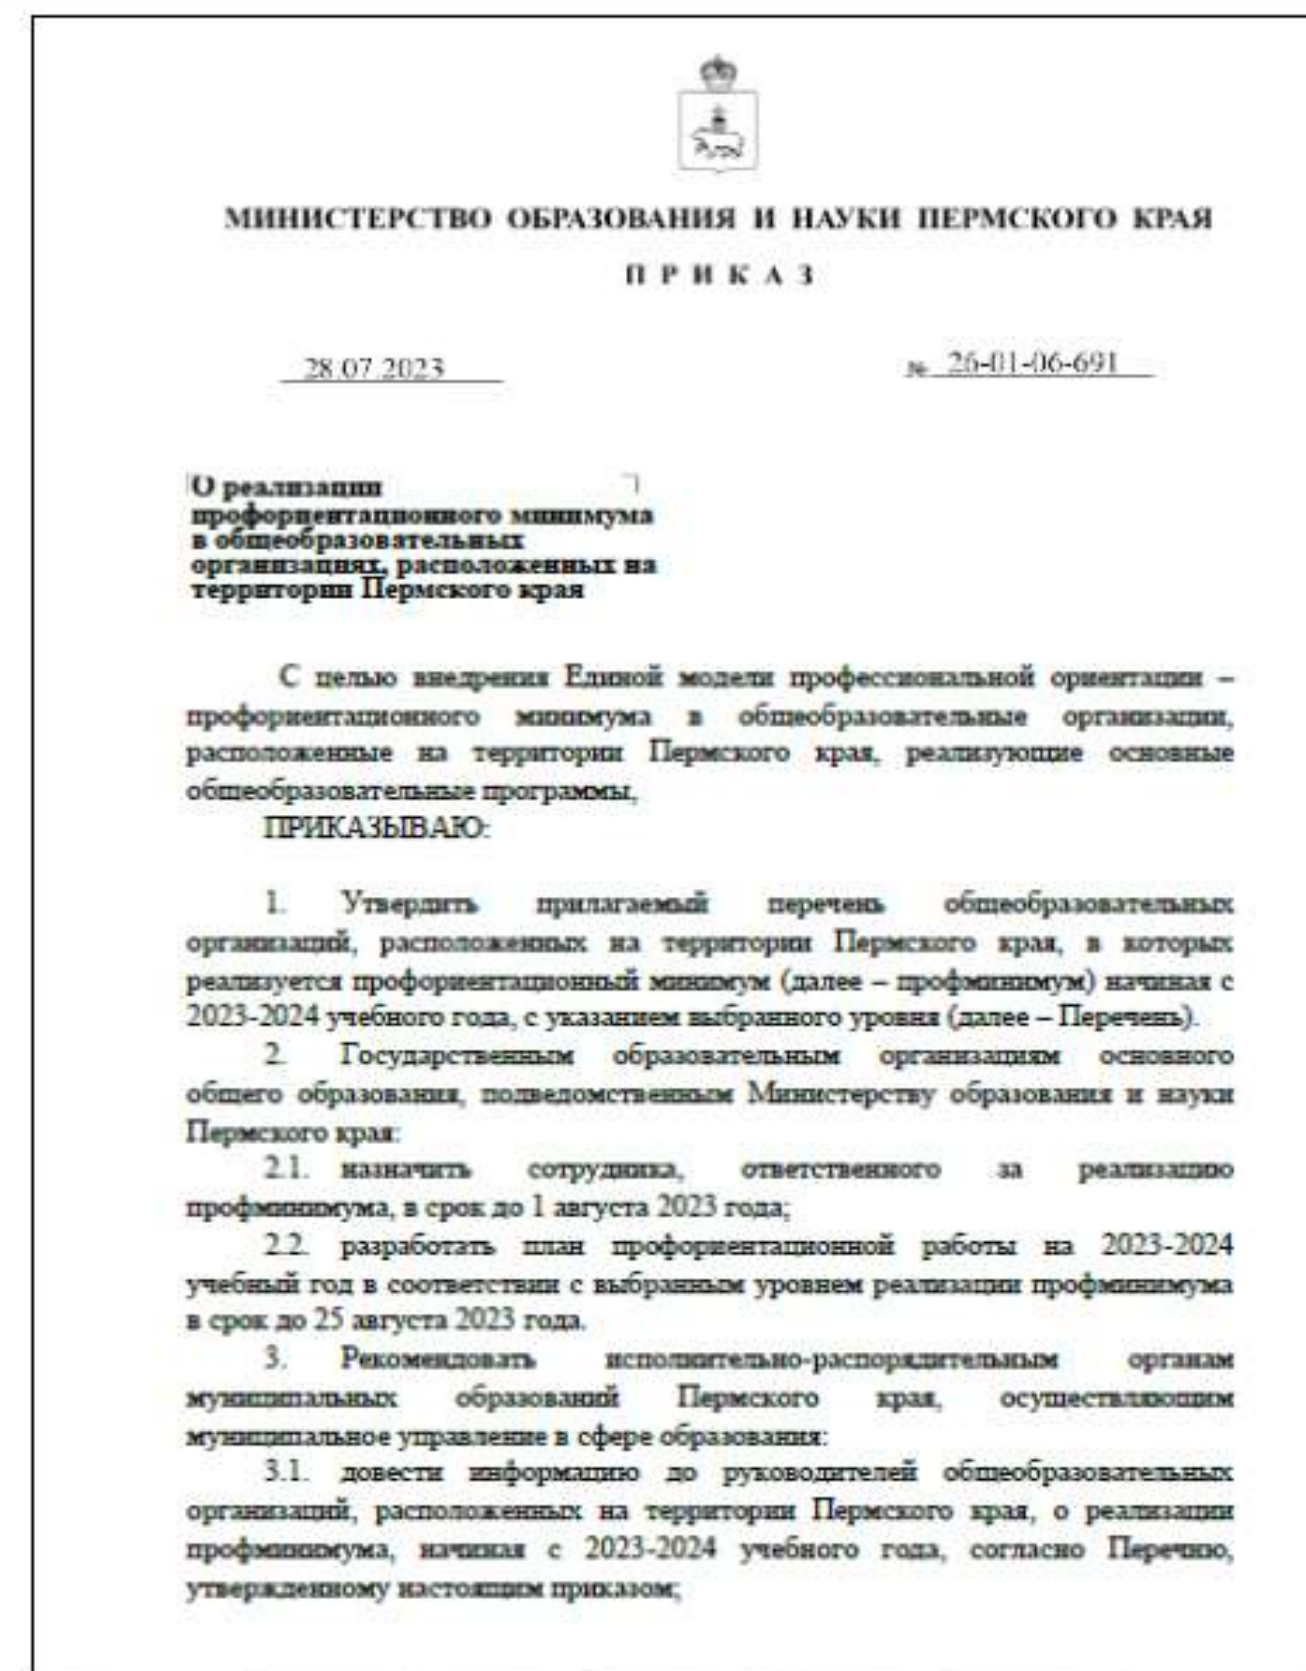 МИНИСТЕРСТВО ОБРАЗОВАНИЯ И НАУКИ ПЕРМСКОГО КРАЯ
П Р И К А З
28.07.2023
№ 26-01-06-691
О реализации
профориентационного минимума
в общеобразовательных
организациях, расположенных на
территории Пермского края
С целью внедрения Единой модели профессиональной ориентации –
профориентационного минимума в общеобразовательные организации,
расположенные на территории Пермского края, реализующие основные
общеобразовательные программы,
ПРИКАЗЫВАЮ:
1. Утвердить прилагаемый перечень общеобразовательных
организаций, расположенных на территории Пермского края, в которых
реализуется профориентационный минимум (далее – профминимум) начиная с
2023-2024 учебного года, с указанием выбранного уровня (далее – Перечень).
2. Государственным образовательным организациям основного
общего образования, подведомственным Министерству образования и науки
Пермского края:
2.1. назначить сотрудника, ответственного за реализацию
профминимума, в срок до 1 августа 2023 года;
2.2. разработать план профориентационной работы на 2023-2024
учебный год в соответствии с выбранным уровнем реализации профминимума
в срок до 25 августа 2023 года.
3. Рекомендовать исполнительно-распорядительным органам
муниципальных образований Пермского края, осуществляющим
муниципальное управление в сфере образования:
3.1. довести информацию до руководителей общеобразовательных
организаций, расположенных на территории Пермского края, о реализации
профминимума, начиная с 2023-2024 учебного года, согласно Перечню,
утвержденному настоящим приказом;